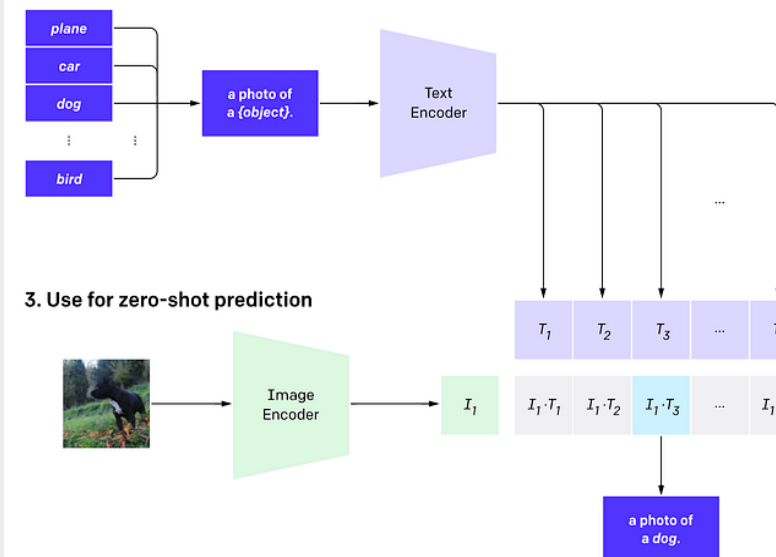 plane
car
dog
⋮ ⋮
bird
a photo of
a {object}.
Text
Encoder
...
3. Use for zero-shot prediction
T1 T2 T3 ...
Image
Encoder
I1
I1·T1 I1·T2 I1·T3 ... I1
a photo of
a dog.